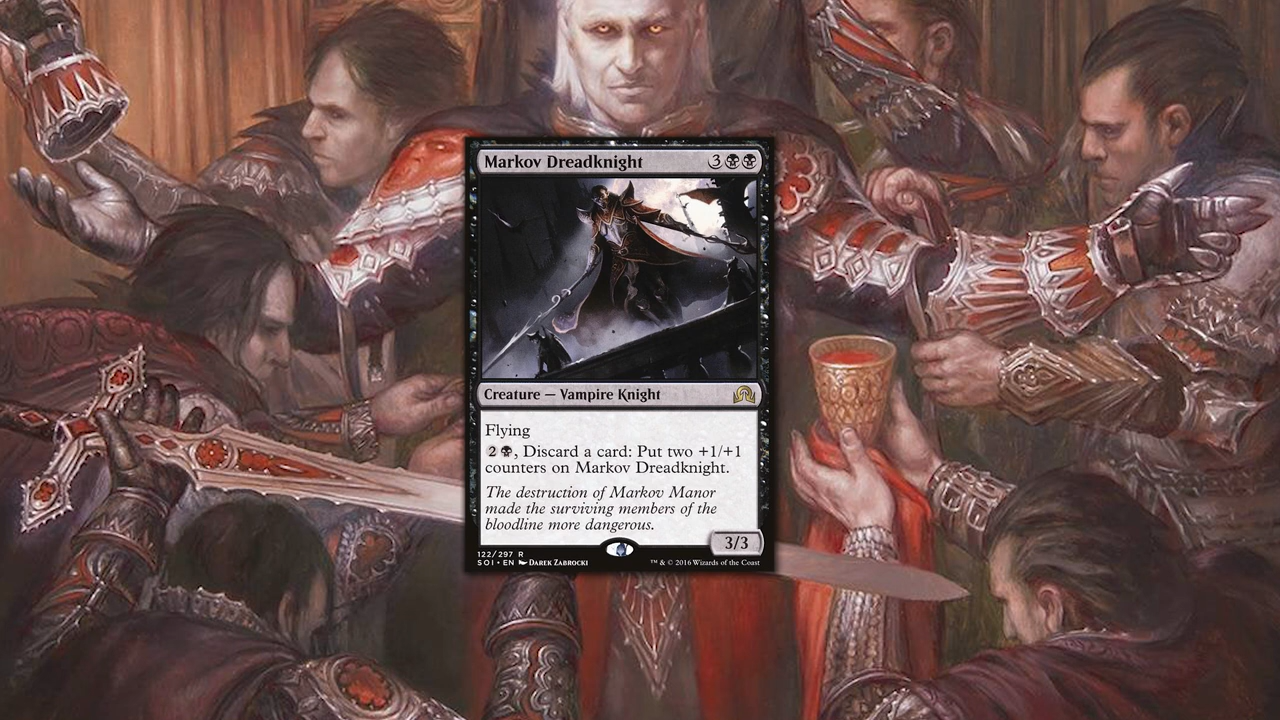 Markov Dreadknight 3
Creature — Vampire Knight
Flying
2, Discard a card: Put two +1/+1
counters on Markov Dreadknight.
The destruction of Markov Manor
made the surviving members of the
bloodline more dangerous.
3/3
122/297 R
SOI • EN DAREK ZABROCKI
™ & © 2016 Wizards of the Coast